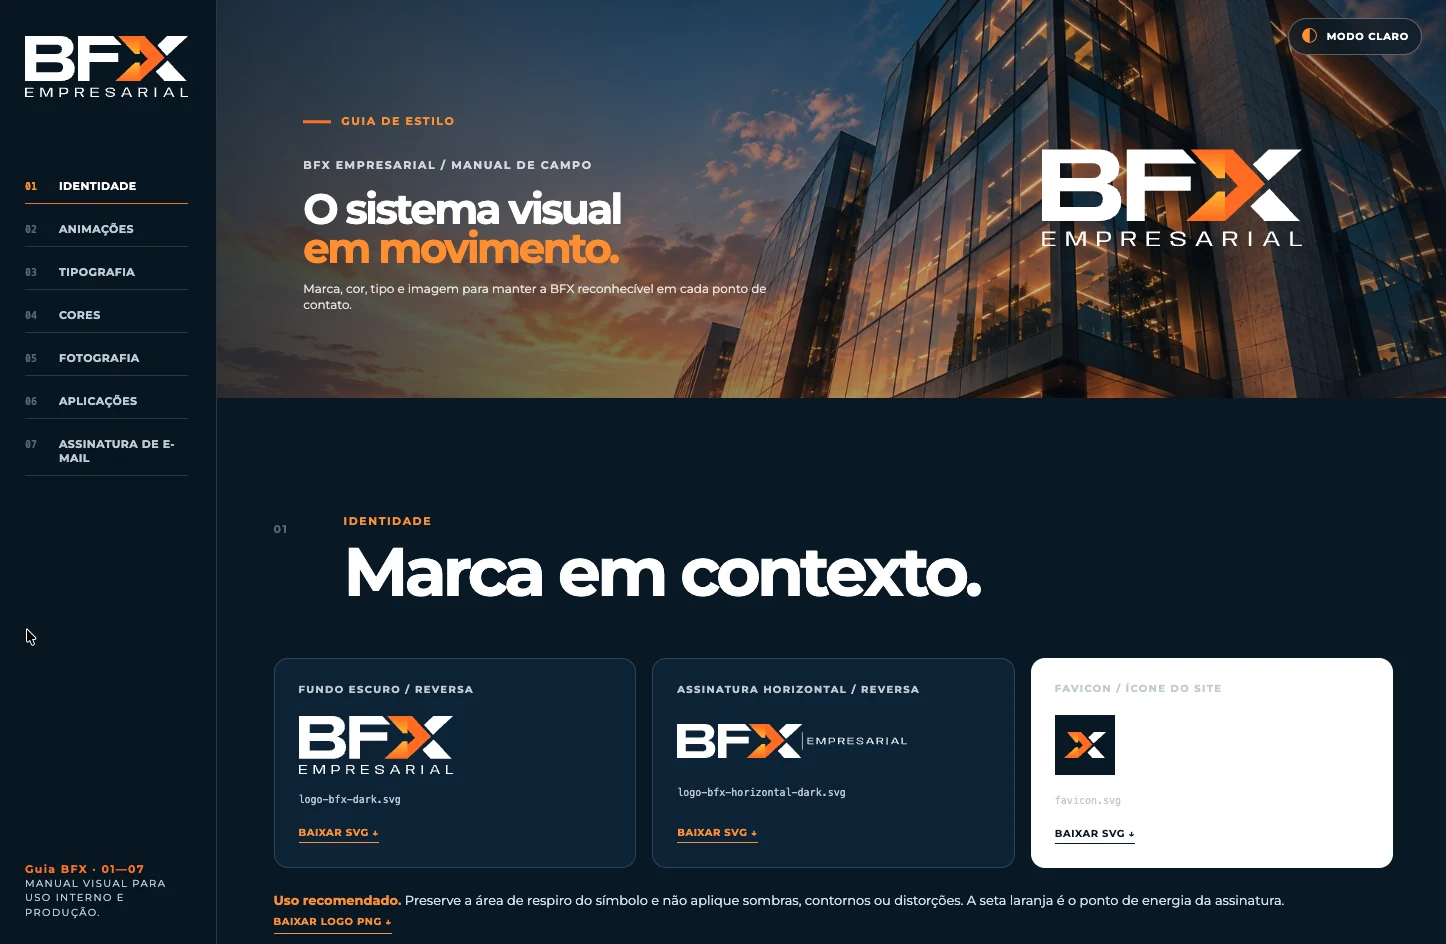 BFX
EMPRESARIAL
01 IDENTIDADE
02 ANIMAÇÕES
03 TIPOGRAFIA
04 CORES
05 FOTOGRAFIA
06 APLICAÇÕES
07 ASSINATURA DE E-
MAIL
Guia BFX · 01—07
MANUAL VISUAL PARA
USO INTERNO E
PRODUÇÃO.
MODO CLARO
GUIA DE ESTILO
BFX EMPRESARIAL / MANUAL DE CAMPO
O sistema visual
em movimento.
Marca, cor, tipo e imagem para manter a BFX reconhecível em cada ponto de
contato.
BFX
EMPRESARIAL
01
IDENTIDADE
Marca em contexto.
FUNDO ESCURO / REVERSA
BFX
EMPRESARIAL
logo-bfx-dark.svg
BAIXAR SVG ↓
ASSINATURA HORIZONTAL / REVERSA
BFX EMPRESARIAL
logo-bfx-horizontal-dark.svg
BAIXAR SVG ↓
FAVICON / ÍCONE DO SITE
X
favicon.svg
BAIXAR SVG ↓
Uso recomendado. Preserve a área de respiro do símbolo e não aplique sombras, contornos ou distorções. A seta laranja é o ponto de energia da assinatura.
BAIXAR LOGO PNG ↓